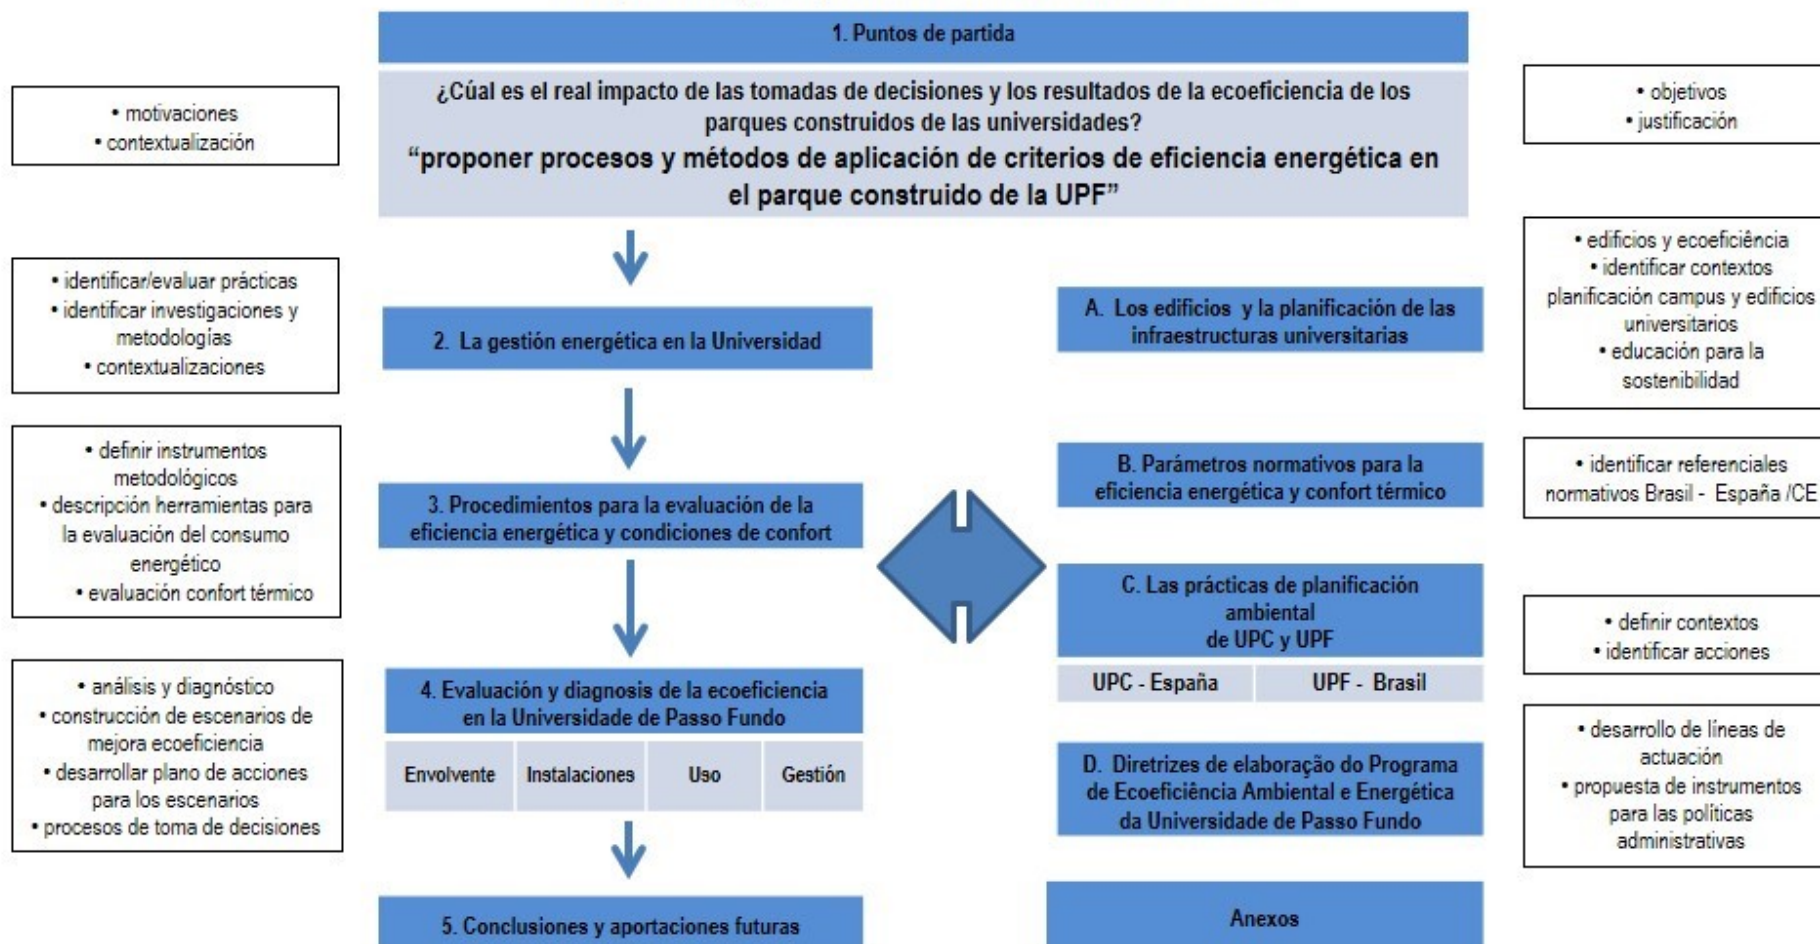 1. Puntos de partida
• motivaciones
• contextualización
¿Cúal es el real impacto de las tomadas de decisiones y los resultados de la ecoeficiencia de los
parques construidos de las universidades?
“proponer procesos y métodos de aplicación de criterios de eficiencia energética en
el parque construido de la UPF”
• objetivos
• justificación
• identificar/evaluar prácticas
• identificar investigaciones y
metodologías
• contextualizaciones
2. La gestión energética en la Universidad
A. Los edificios y la planificación de las
infraestructuras universitarias
• edificios y ecoeficiência
• identificar contextos
planificación campus y edificios
universitarios
• educación para la
sostenibilidad
• definir instrumentos
metodológicos
• descripción herramientas para
la evaluación del consumo
energético
• evaluación confort térmico
3. Procedimientos para la evaluación de la
eficiencia energética y condiciones de confort
B. Parámetros normativos para la
eficiencia energética y confort térmico
• identificar referenciales
normativos Brasil - España /CE
C. Las prácticas de planificación
ambiental
de UPC y UPF
UPC - España
UPF - Brasil
• definir contextos
• identificar acciones
• análisis y diagnóstico
• construcción de escenarios de
mejora ecoeficiencia
• desarrollar plano de acciones
para los escenarios
• procesos de toma de decisiones
4. Evaluación y diagnosis de la ecoeficiencia
en la Universidade de Passo Fundo
Envolvente
Instalaciones
Uso
Gestión
D. Diretrizes de elaboração do Programa
de Ecoeficiência Ambiental e Energética
da Universidade de Passo Fundo
• desarrollo de líneas de
actuación
• propuesta de instrumentos
para las políticas
administrativas
5. Conclusiones y aportaciones futuras
Anexos